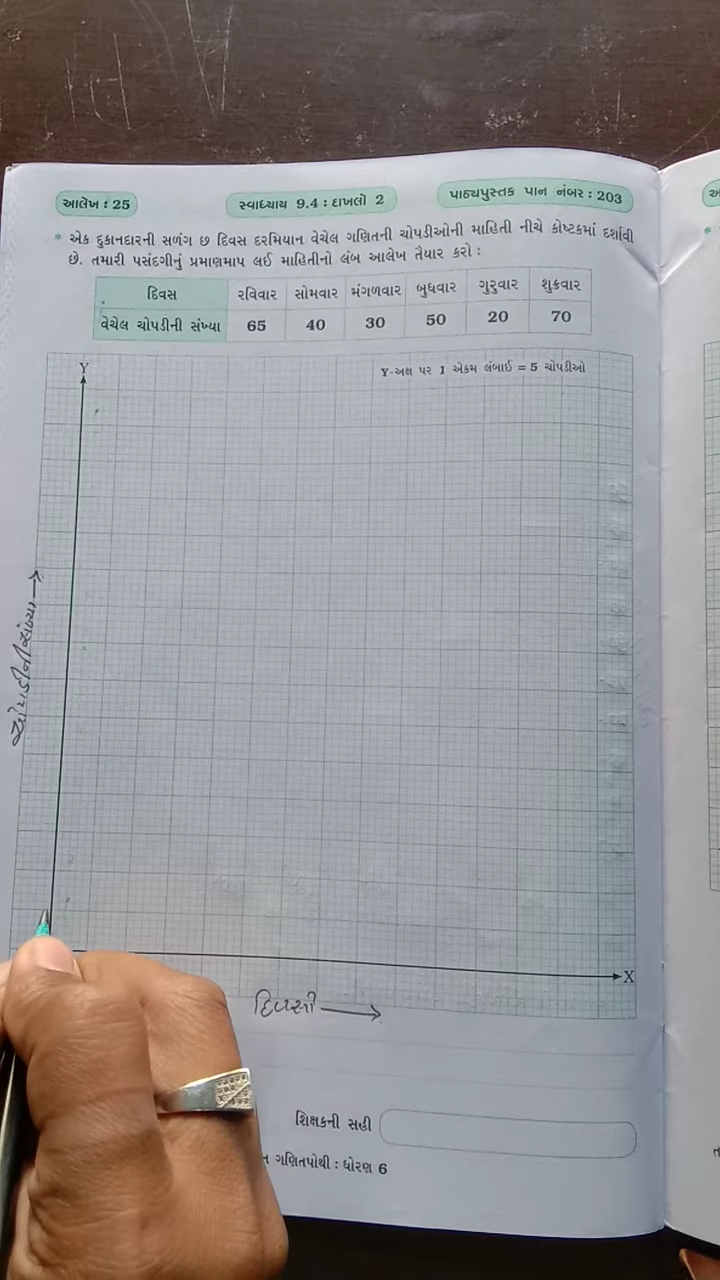 આલેખ : 25
સ્વાધ્યાય 9.4 : દાખલો 2
પાઠ્યપુસ્તક પાન નંબર : 203
* એક દુકાનદારની સળંગ છ દિવસ દરમિયાન વેચેલ ગણિતની ચોપડીઓની માહિતી નીચે કોષ્ટકમાં દર્શાવી
છે. તમારી પસંદગીનું પ્રમાણમાપ લઈ માહિતીનો લંબ આલેખ તૈયાર કરો :
દિવસ રવિવાર સોમવાર મંગળવાર બુધવાર ગુરુવાર શુક્રવાર
વેચેલ ચોપડીની સંખ્યા 65 40 30 50 20 70
Y
Y-અક્ષ પર 1 એકમ લંબાઈ = 5 ચોપડીઓ
ચોપડીની સંખ્યા
X
દિવસો
શિક્ષકની સહી
ગણિતપોથી : ધોરણ 6